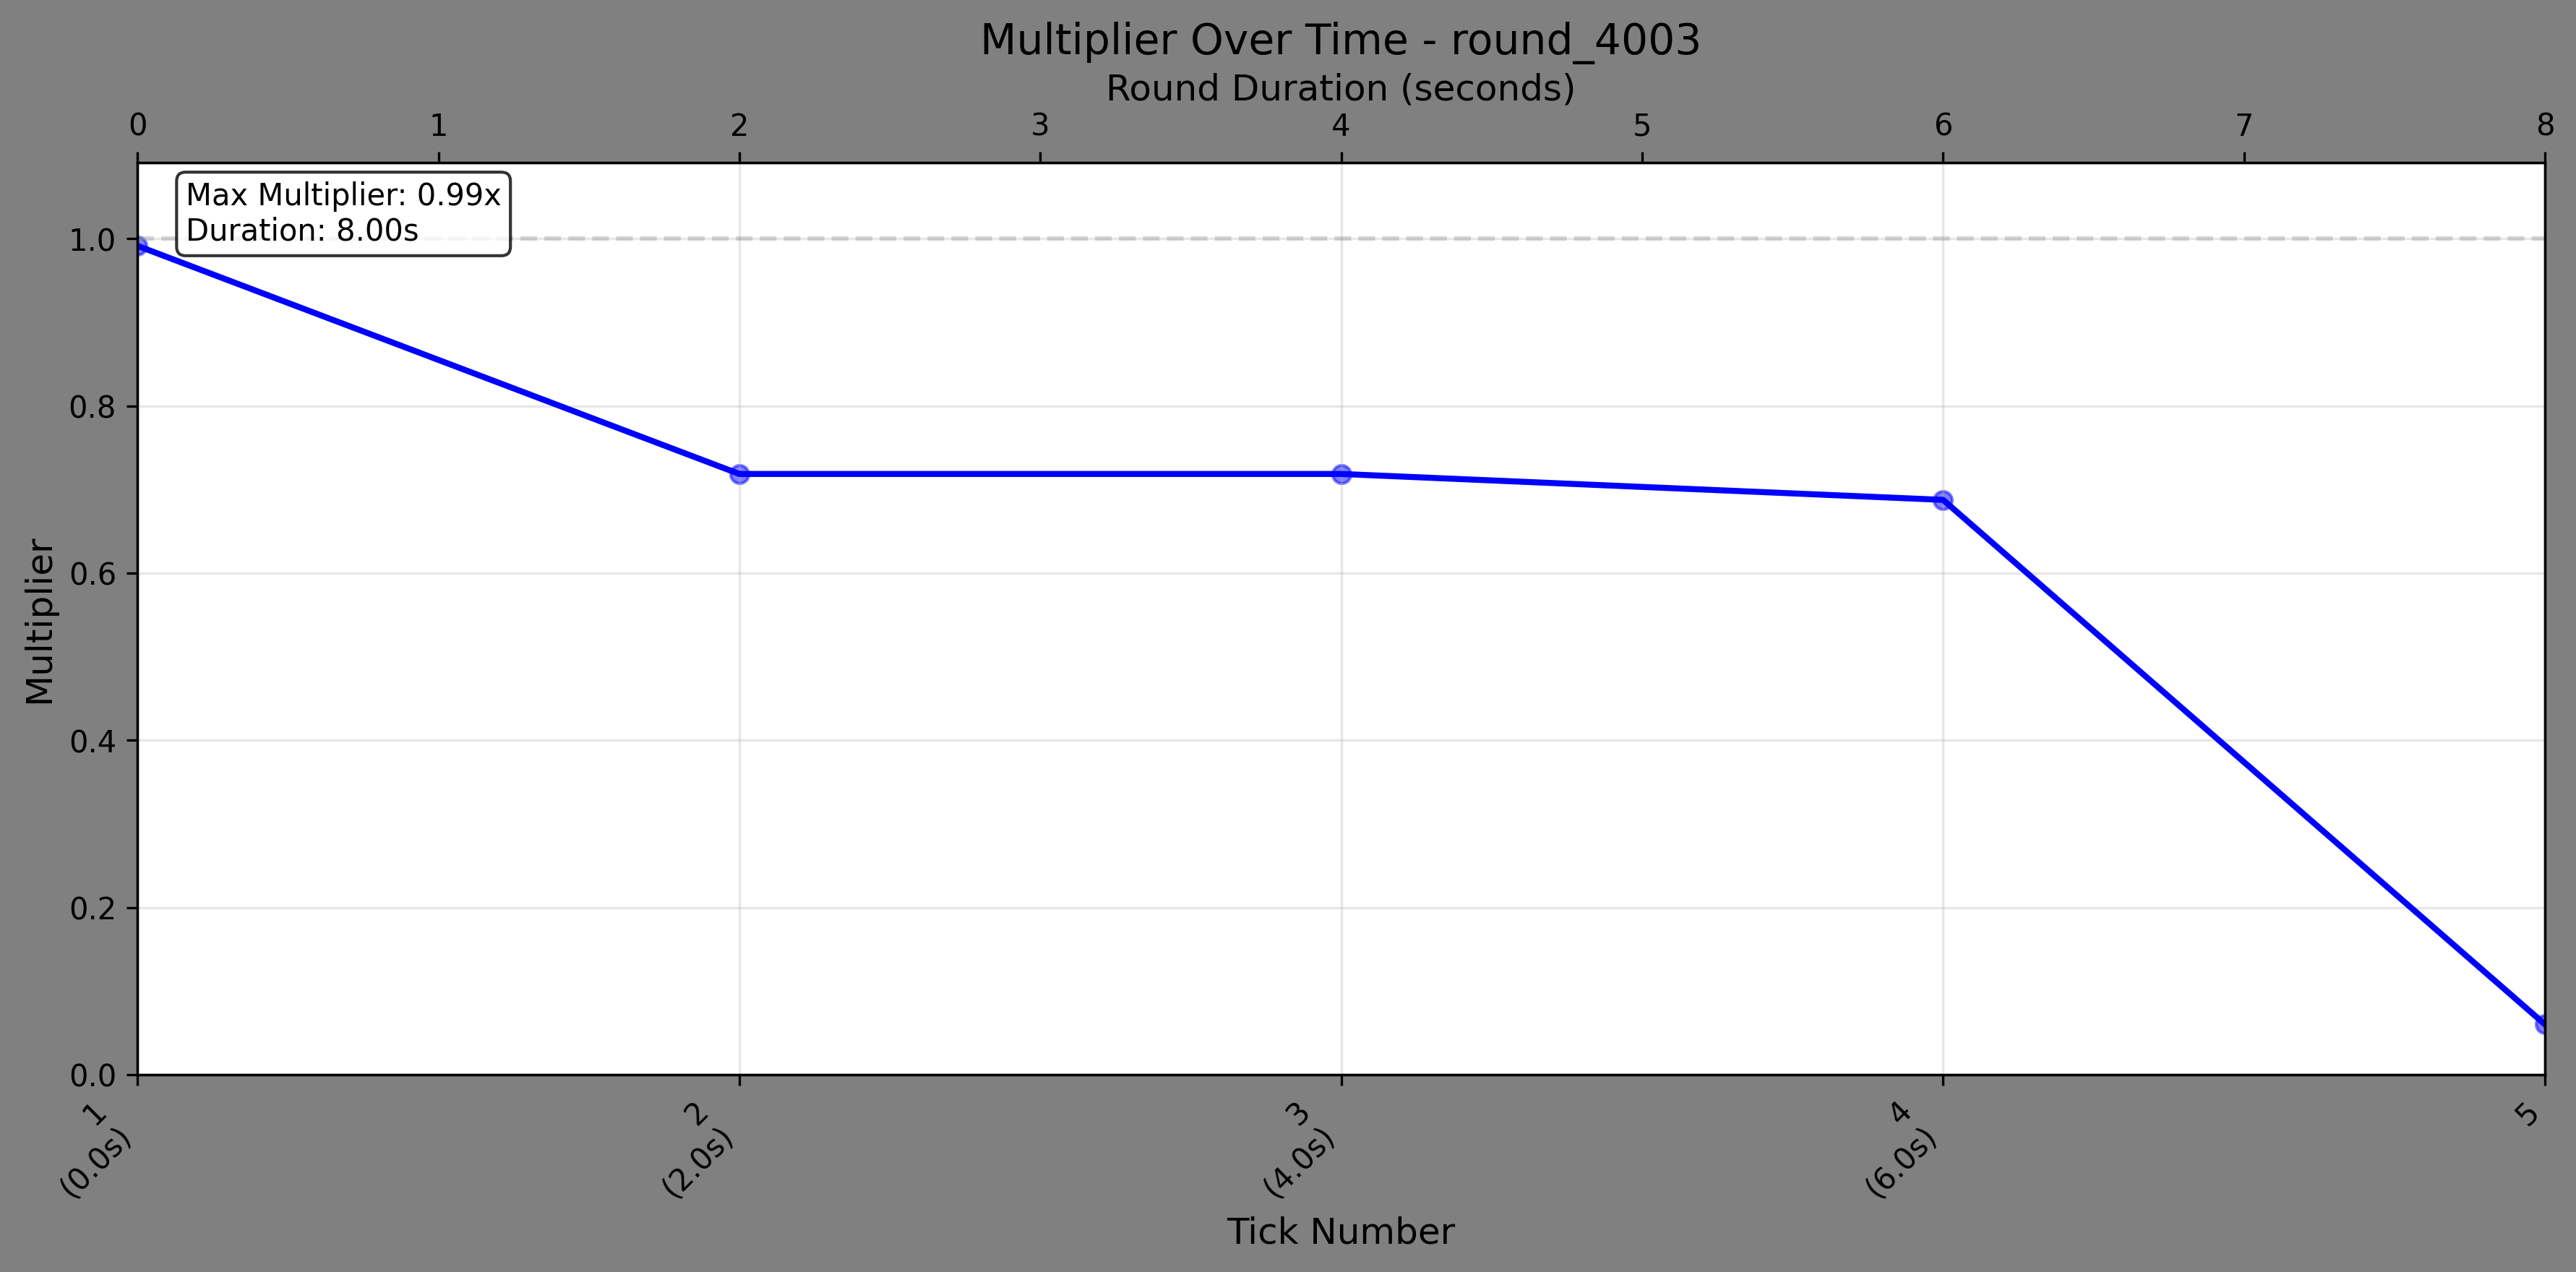 Multiplier Over Time - round_4003
Round Duration (seconds)
0 1 2 3 4 5 6 7 8
Max Multiplier: 0.99x
Duration: 8.00s
1.0
0.8
0.6
0.4
0.2
0.0
Multiplier
1
(0.0s)
2
(2.0s)
3
(4.0s)
4
(6.0s)
5
Tick Number